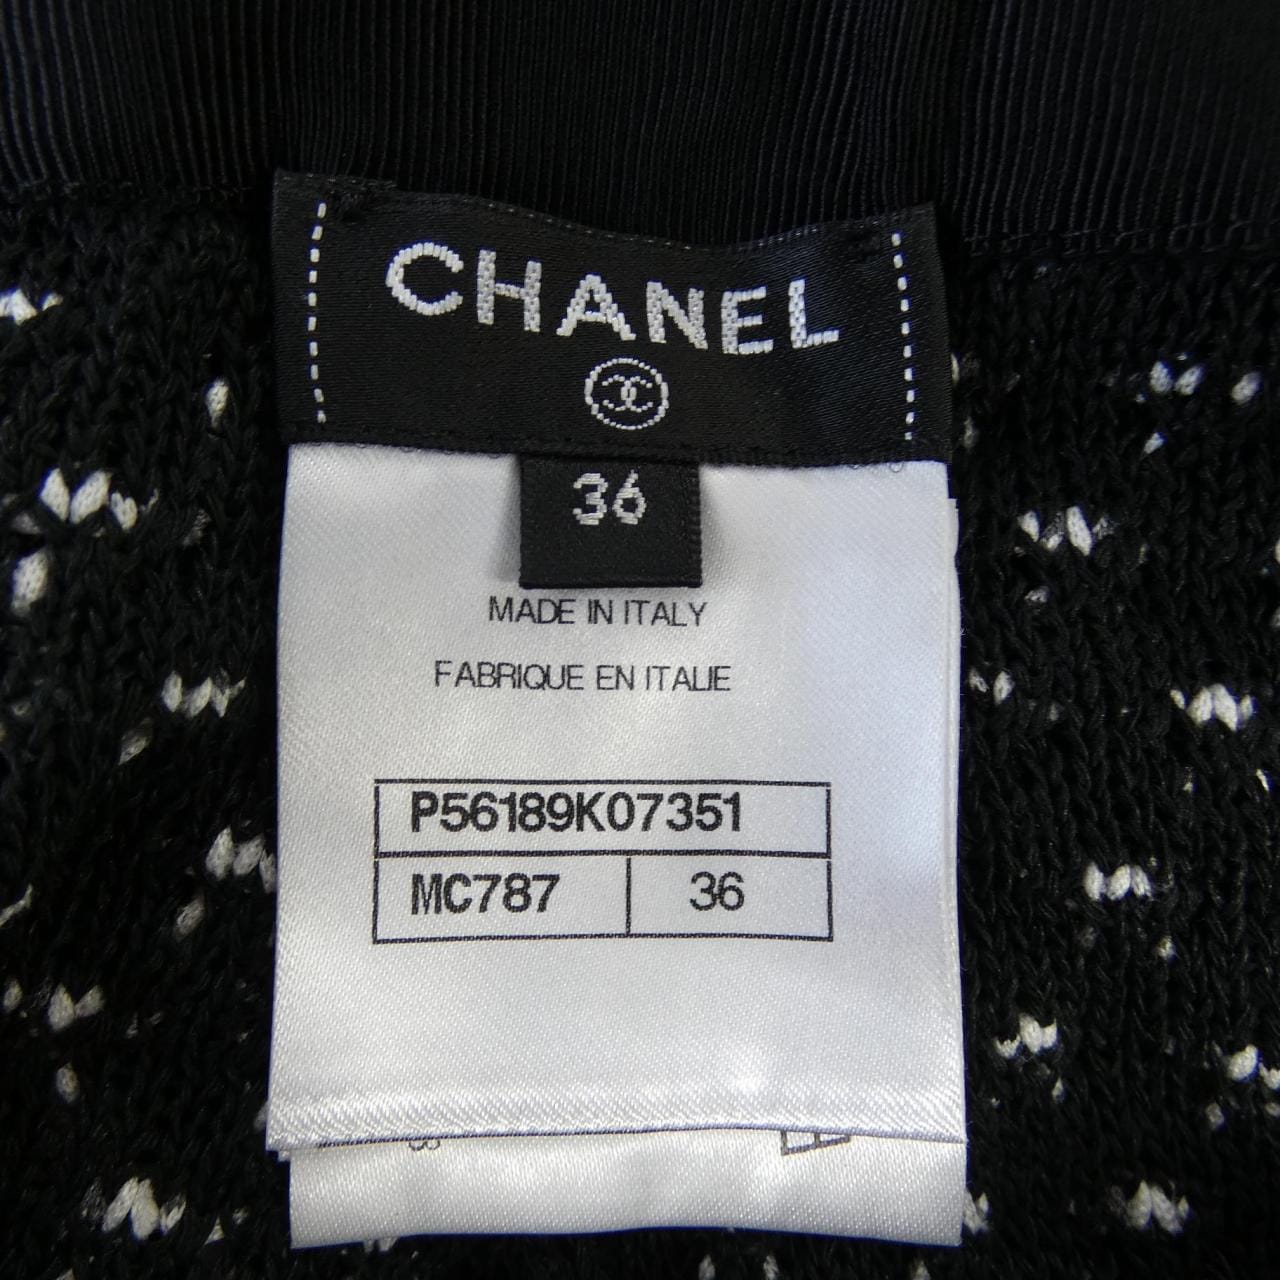 CHANEL
36
MADE IN ITALY
FABRIQUE EN ITALIE
P56189K07351
MC787 36